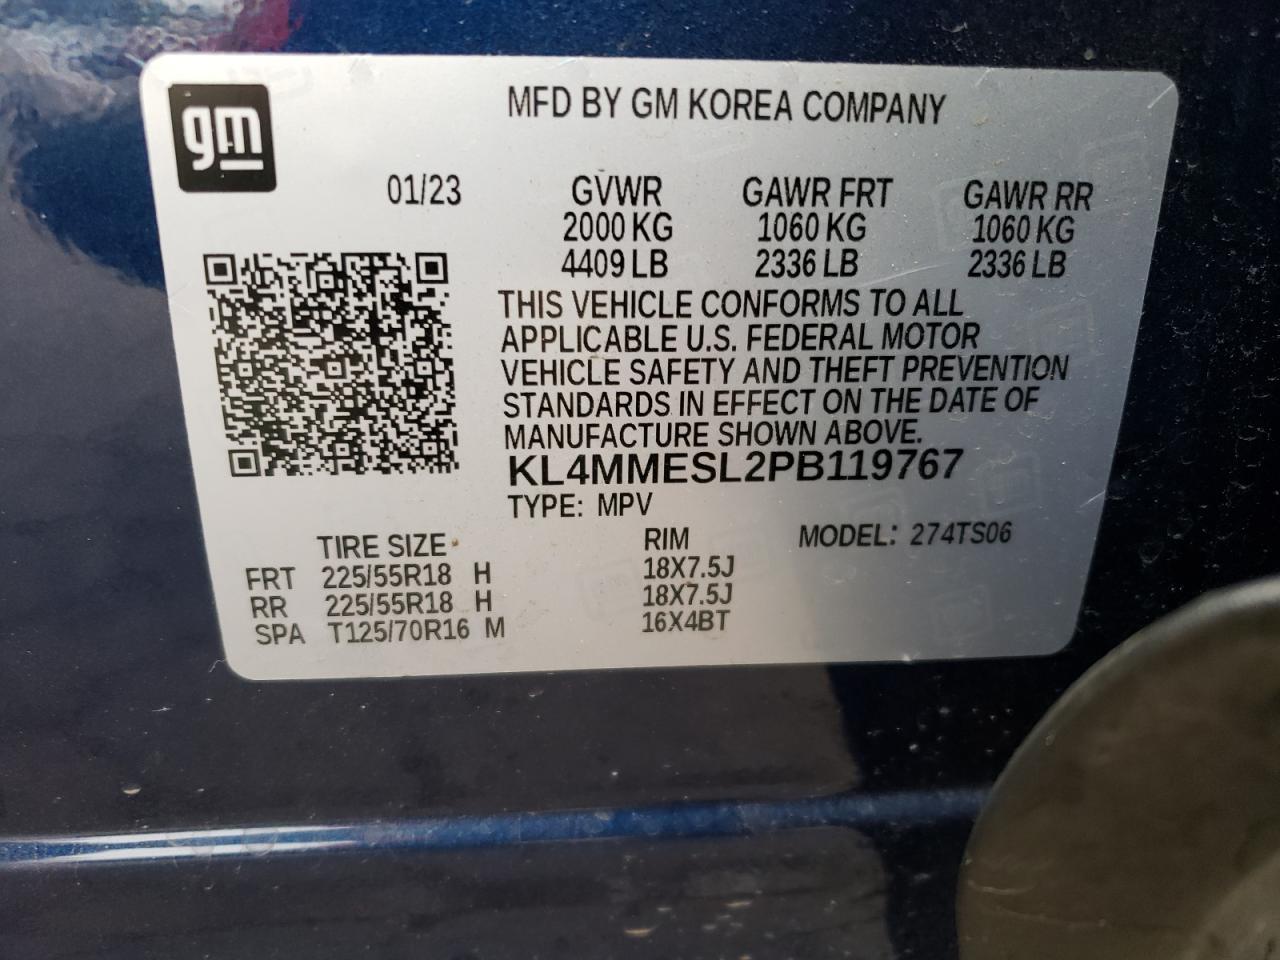 gm
MFD BY GM KOREA COMPANY
01/23 GVWR GAWR FRT GAWR RR
2000 KG 1060 KG 1060 KG
4409 LB 2336 LB 2336 LB
THIS VEHICLE CONFORMS TO ALL
APPLICABLE U.S. FEDERAL MOTOR
VEHICLE SAFETY AND THEFT PREVENTION
STANDARDS IN EFFECT ON THE DATE OF
MANUFACTURE SHOWN ABOVE.
KL4MMESL2PB119767
TYPE: MPV
TIRE SIZE RIM MODEL: 274TS06
FRT 225/55R18 H 18X7.5J
RR 225/55R18 H 18X7.5J
SPA T125/70R16 M 16X4BT